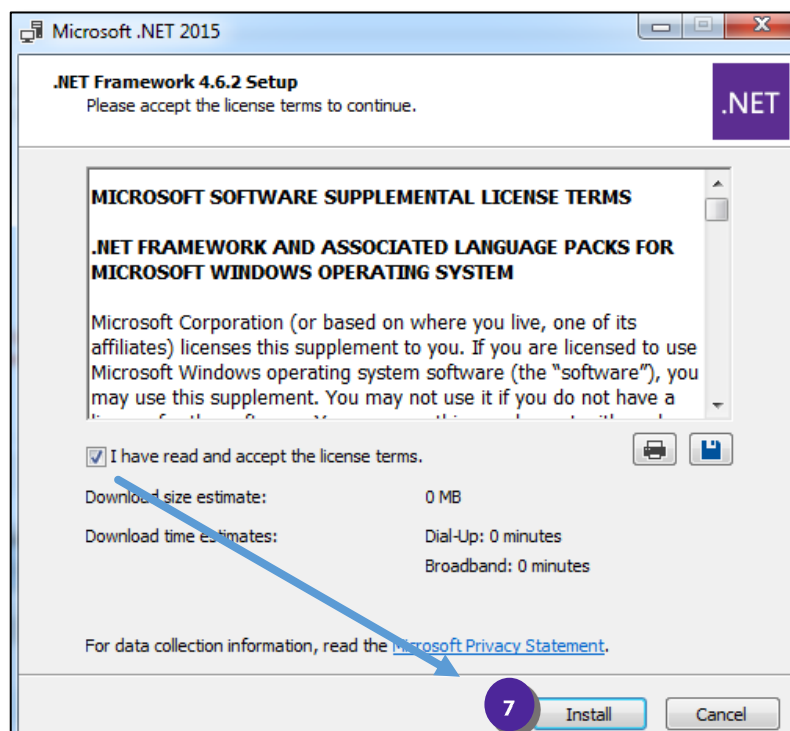 Microsoft .NET 2015
.NET Framework 4.6.2 Setup
Please accept the license terms to continue.
.NET
MICROSOFT SOFTWARE SUPPLEMENTAL LICENSE TERMS
.NET FRAMEWORK AND ASSOCIATED LANGUAGE PACKS FOR
MICROSOFT WINDOWS OPERATING SYSTEM
Microsoft Corporation (or based on where you live, one of its
affiliates) licenses this supplement to you. If you are licensed to use
Microsoft Windows operating system software (the “software”), you
may use this supplement. You may not use it if you do not have a
I have read and accept the license terms.
Download size estimate: 0 MB
Download time estimates: Dial-Up: 0 minutes
Broadband: 0 minutes
For data collection information, read the Microsoft Privacy Statement.
7 Install Cancel